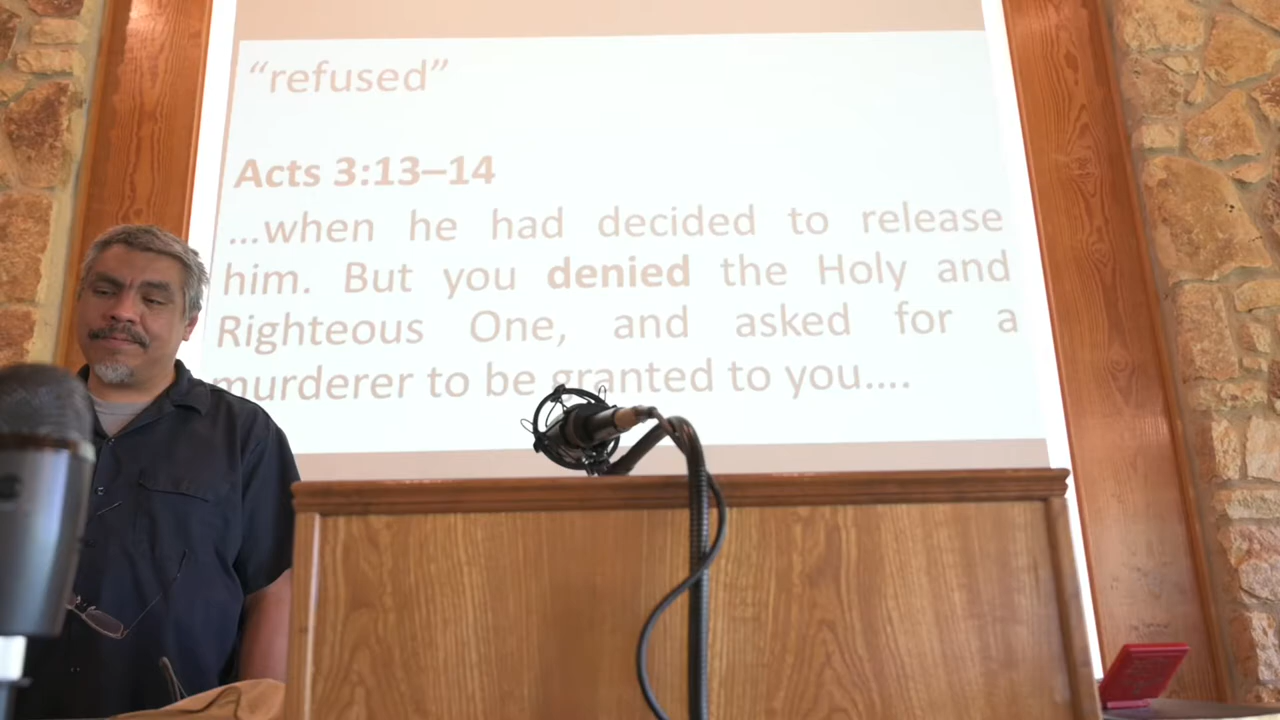 “refused”
Acts 3:13–14
…when he had decided to release
him. But you denied the Holy and
Righteous One, and asked for a
murderer to be granted to you….